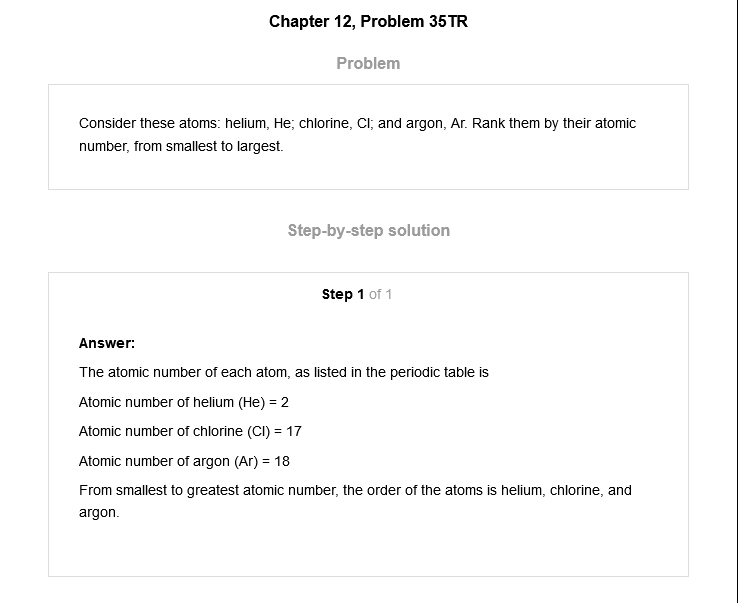 Chapter 12, Problem 35TR
Problem
Consider these atoms: helium, He; chlorine, Cl; and argon, Ar. Rank them by their atomic
number, from smallest to largest.
Step-by-step solution
Step 1 of 1
Answer:
The atomic number of each atom, as listed in the periodic table is
Atomic number of helium (He) = 2
Atomic number of chlorine (Cl) = 17
Atomic number of argon (Ar) = 18
From smallest to greatest atomic number, the order of the atoms is helium, chlorine, and
argon.